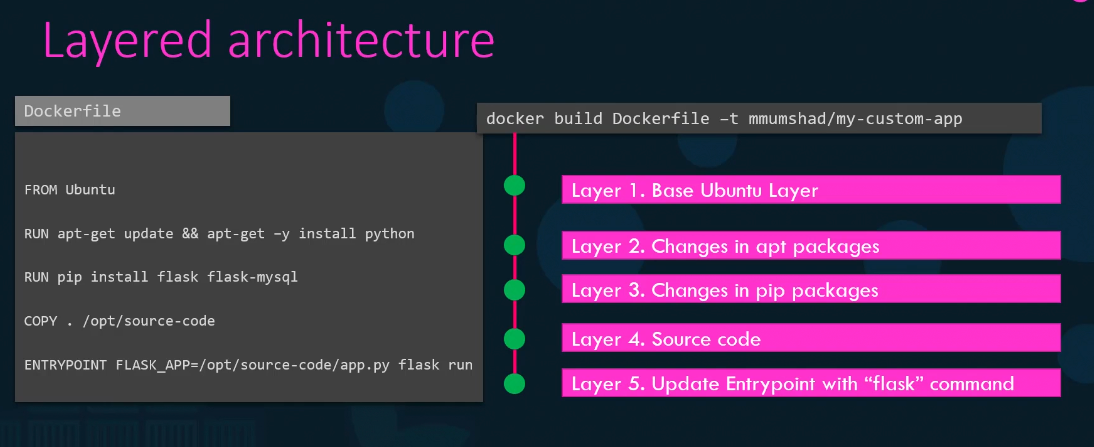 Layered architecture
Dockerfile
docker build Dockerfile –t mmumshad/my-custom-app
FROM Ubuntu
RUN apt-get update && apt-get –y install python
RUN pip install flask flask-mysql
COPY . /opt/source-code
ENTRYPOINT FLASK_APP=/opt/source-code/app.py flask run
Layer 1. Base Ubuntu Layer
Layer 2. Changes in apt packages
Layer 3. Changes in pip packages
Layer 4. Source code
Layer 5. Update Entrypoint with “flask” command